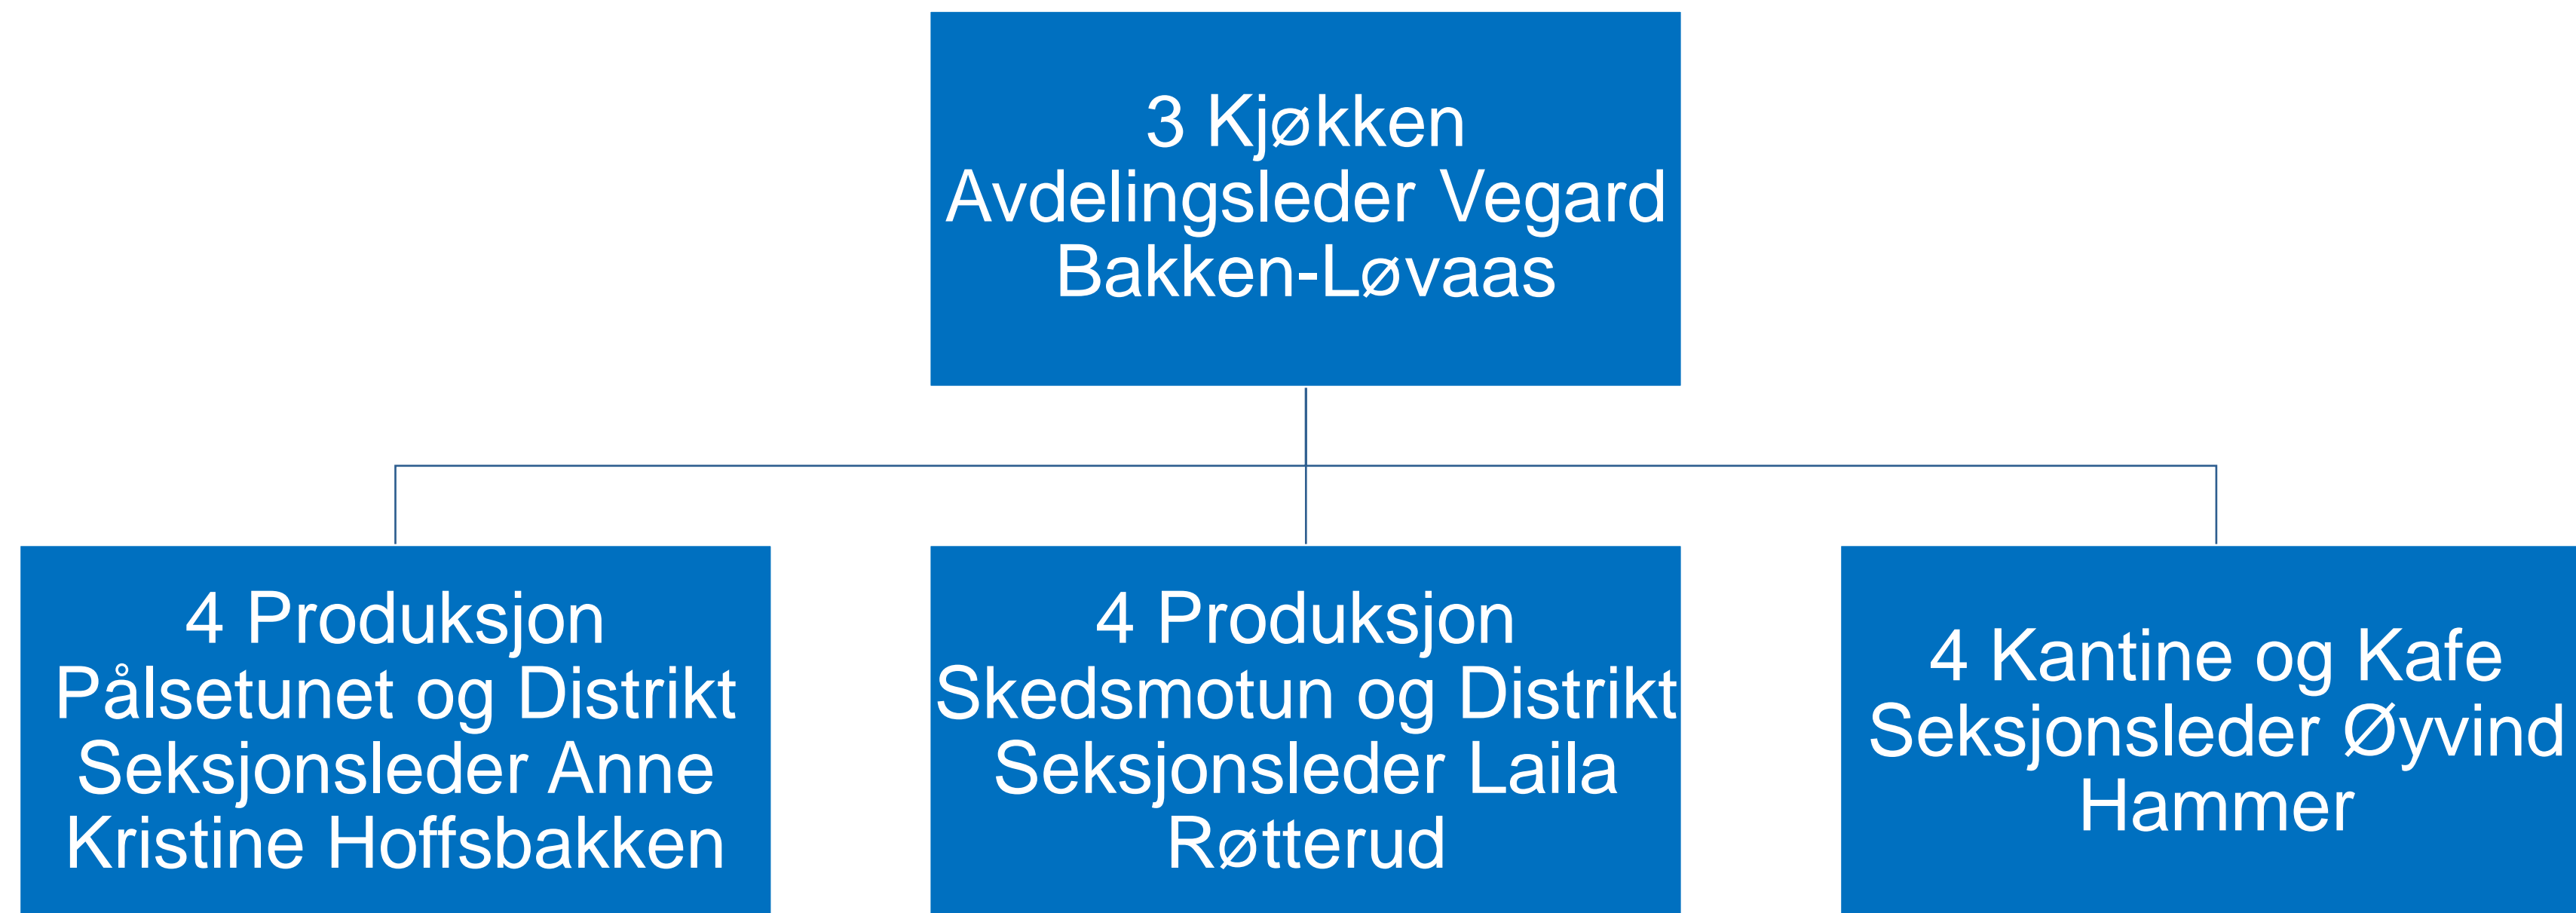 3 Kjøkken
Avdelingsleder Vegard
Bakken-Løvaas
4 Produksjon
Pålsetunet og Distrikt
Seksjonsleder Anne
Kristine Hoffsbakken
4 Produksjon
Skedsmotun og Distrikt
Seksjonsleder Laila
Røtterud
4 Kantine og Kafe
Seksjonsleder Øyvind
Hammer